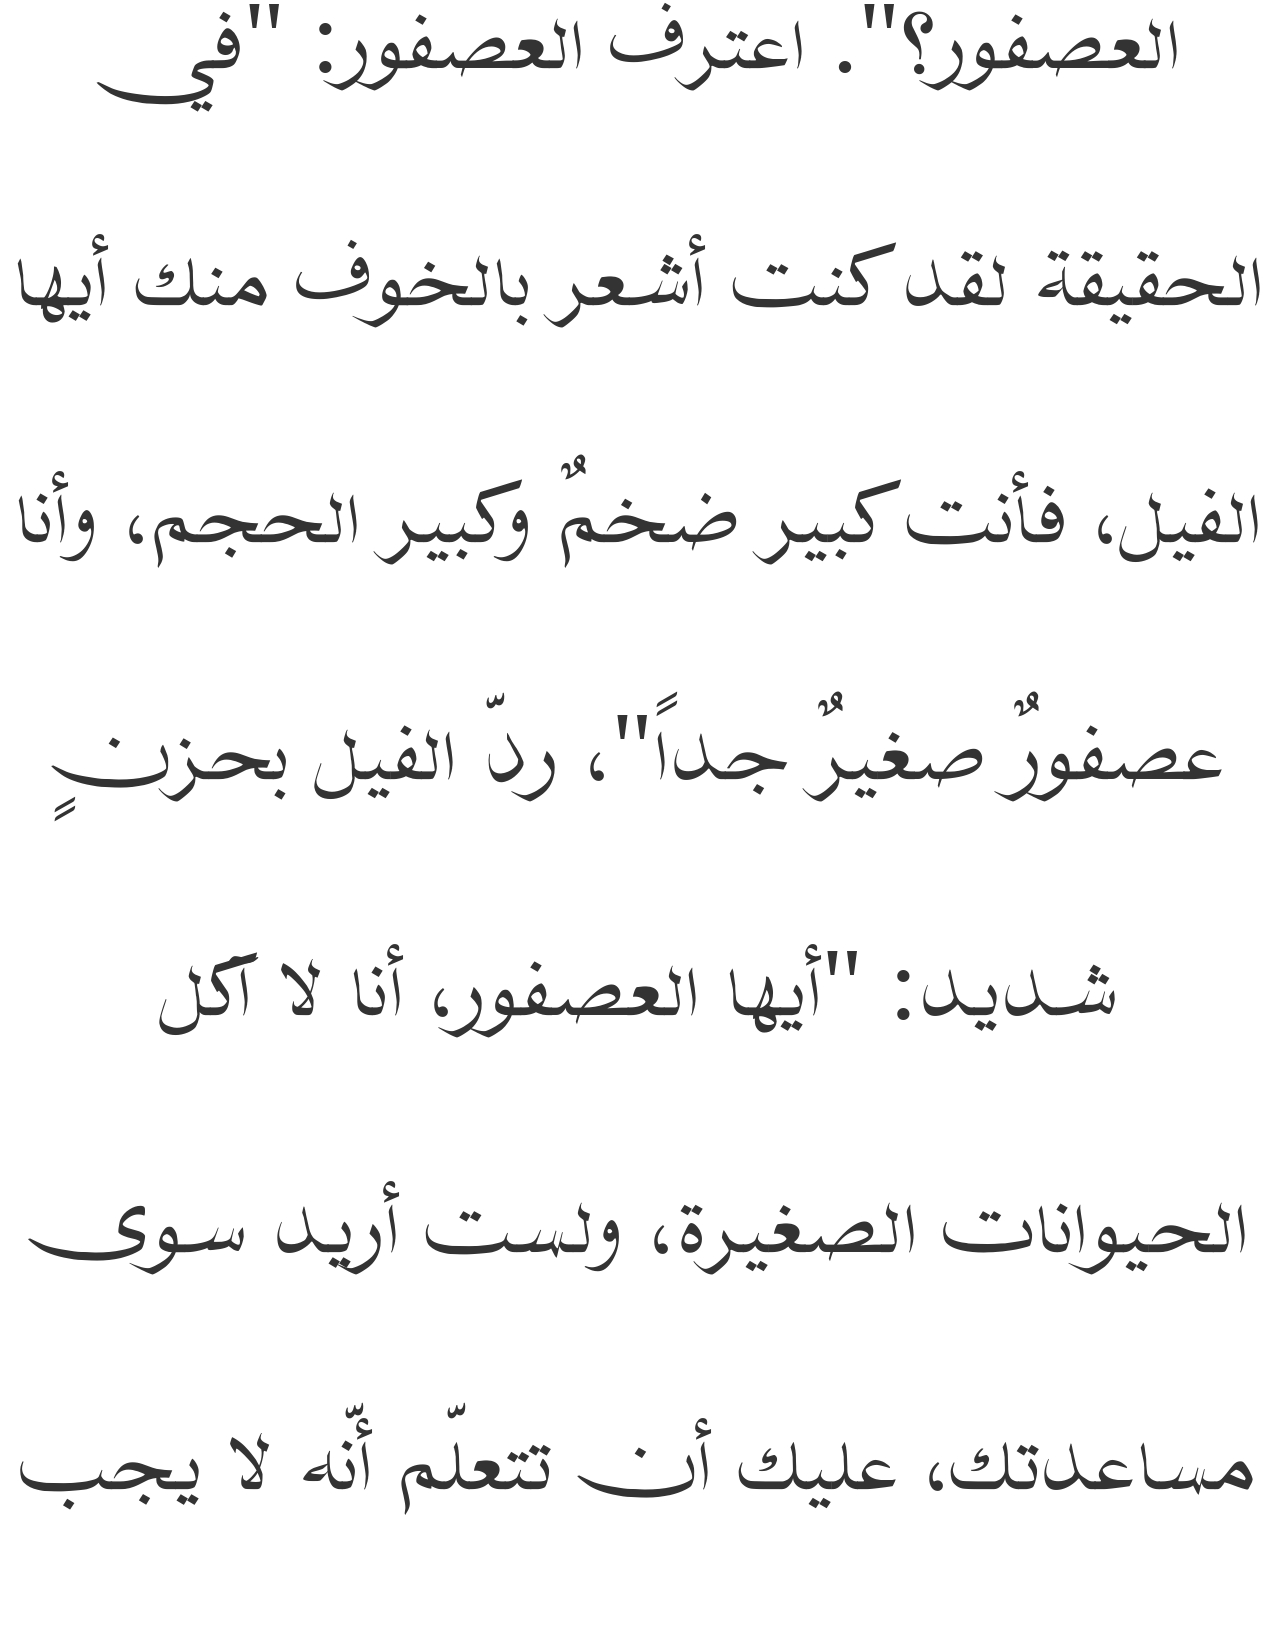 العصفور؟". اعترف العصفور: "في
الحقيقة لقد كنت أشعر بالخوف منك أيها
الفيل، فأنت كبير ضخمٌ وكبير الحجم، وأنا
عصفورٌ صغيرٌ جداً"، ردّ الفيل بحزنٍ
شديد: "أيها العصفور، أنا لا آكل
الحيوانات الصغيرة، ولست أريد سوى
مساعدتك، عليك أن تتعلّم أنّه لا يجب